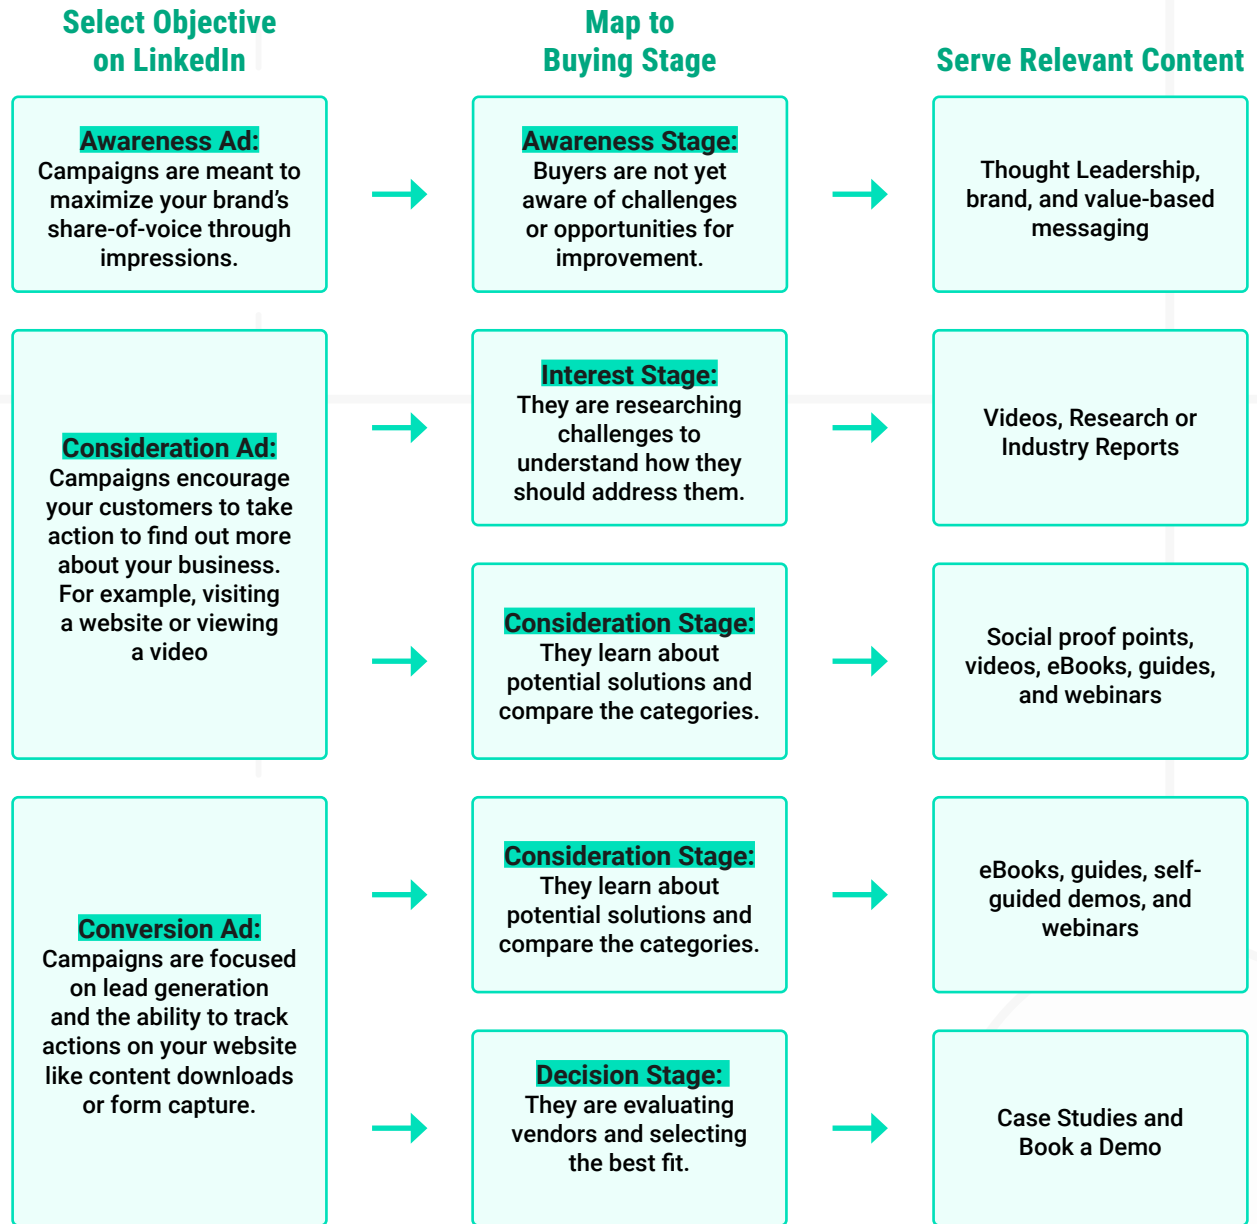 Select Objective
on LinkedIn
Map to
Buying Stage
Serve Relevant Content
Awareness Ad:
Campaigns are meant to
maximize your brand’s
share-of-voice through
impressions.
Awareness Stage:
Buyers are not yet
aware of challenges
or opportunities for
improvement.
Thought Leadership,
brand, and value-based
messaging
Consideration Ad:
Campaigns encourage
your customers to take
action to find out more
about your business.
For example, visiting
a website or viewing
a video
Interest Stage:
They are researching
challenges to
understand how they
should address them.
Videos, Research or
Industry Reports
Consideration Stage:
They learn about
potential solutions and
compare the categories.
Social proof points,
videos, eBooks, guides,
and webinars
Conversion Ad:
Campaigns are focused
on lead generation
and the ability to track
actions on your website
like content downloads
or form capture.
Consideration Stage:
They learn about
potential solutions and
compare the categories.
eBooks, guides, self-
guided demos, and
webinars
Decision Stage:
They are evaluating
vendors and selecting
the best fit.
Case Studies and
Book a Demo